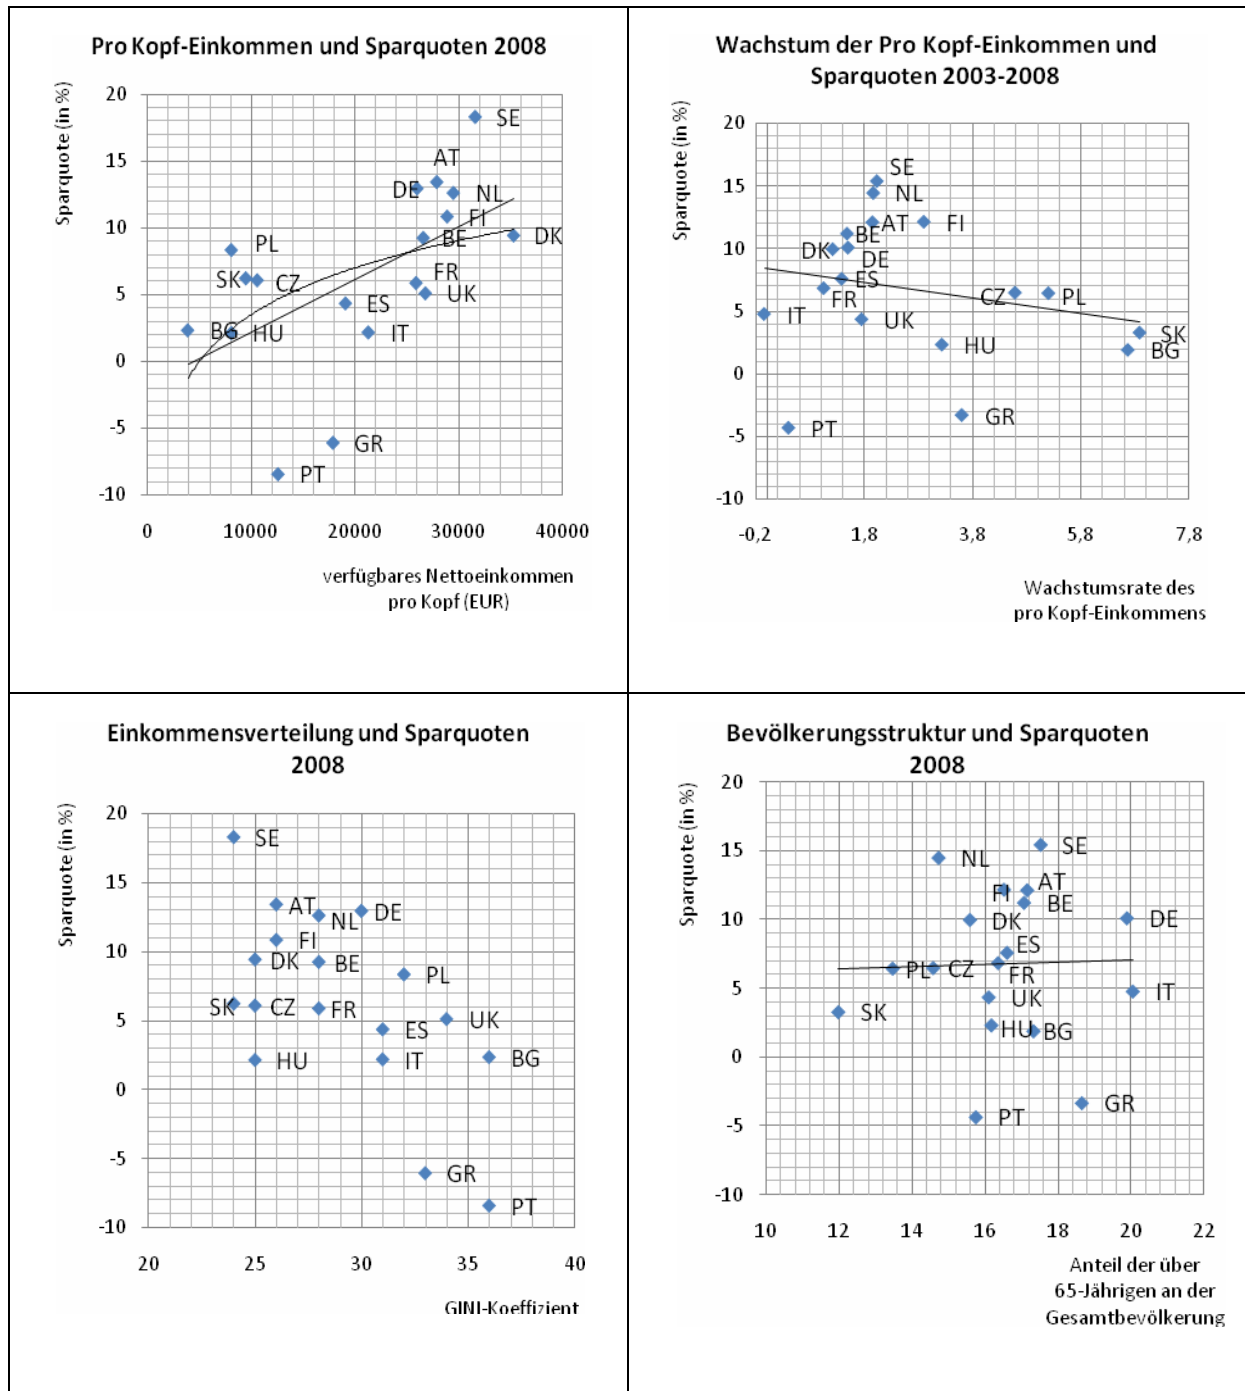 Pro Kopf-Einkommen und Sparquoten 2008
Sparquote (in %)
20
15
10
5
0
-5
-10
SE
AT
DE
NL
FI
BE
DK
PL
SK
CZ
FR
UK
ES
BG
HU
IT
GR
PT
0 10000 20000 30000 40000
verfügbares Nettoeinkommen
pro Kopf (EUR)
Wachstum der Pro Kopf-Einkommen und
Sparquoten 2003-2008
Sparquote (in %)
20
15
10
5
0
-5
-10
SE
NL
AT
FI
BE
DK
DE
ES
FR
CZ
PL
IT
UK
SK
HU
BG
GR
PT
-0,2 1,8 3,8 5,8 7,8
Wachstumsrate des
pro Kopf-Einkommens
Einkommensverteilung und Sparquoten
2008
Sparquote (in %)
20
15
10
5
0
-5
-10
SE
AT
NL
DE
FI
DK
BE
PL
SK
CZ
FR
ES
UK
HU
IT
BG
GR
PT
20 25 30 35 40
GINI-Koeffizient
Bevölkerungsstruktur und Sparquoten
2008
Sparquote (in %)
20
15
10
5
0
-5
-10
NL
SE
FI
AT
BE
DK
DE
ES
PL
CZ
FR
IT
SK
UK
HU
BG
GR
PT
10 12 14 16 18 20 22
Anteil der über
65-Jährigen an der
Gesamtbevölkerung